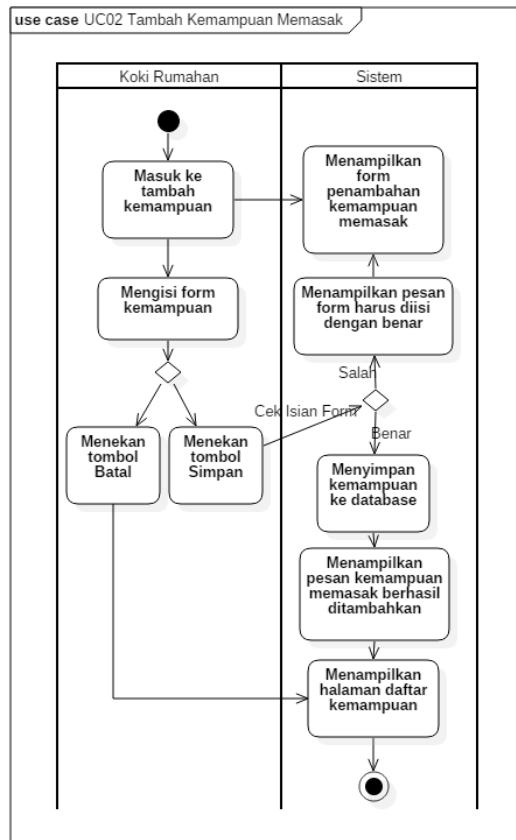 use case UC02 Tambah Kemampuan Memasak
Koki Rumahan
Sistem
Masuk ke
tambah
kemampuan
Menampilkan
form
penambahan
kemampuan
memasak
Mengisi form
kemampuan
Menampilkan pesan
form harus diisi
dengan benar
Salah
Cek Isian Form
Benar
Menekan
tombol
Batal
Menekan
tombol
Simpan
Menyimpan
kemampuan
ke database
Menampilkan
pesan kemampuan
memasak berhasil
ditambahkan
Menampilkan
halaman daftar
kemampuan